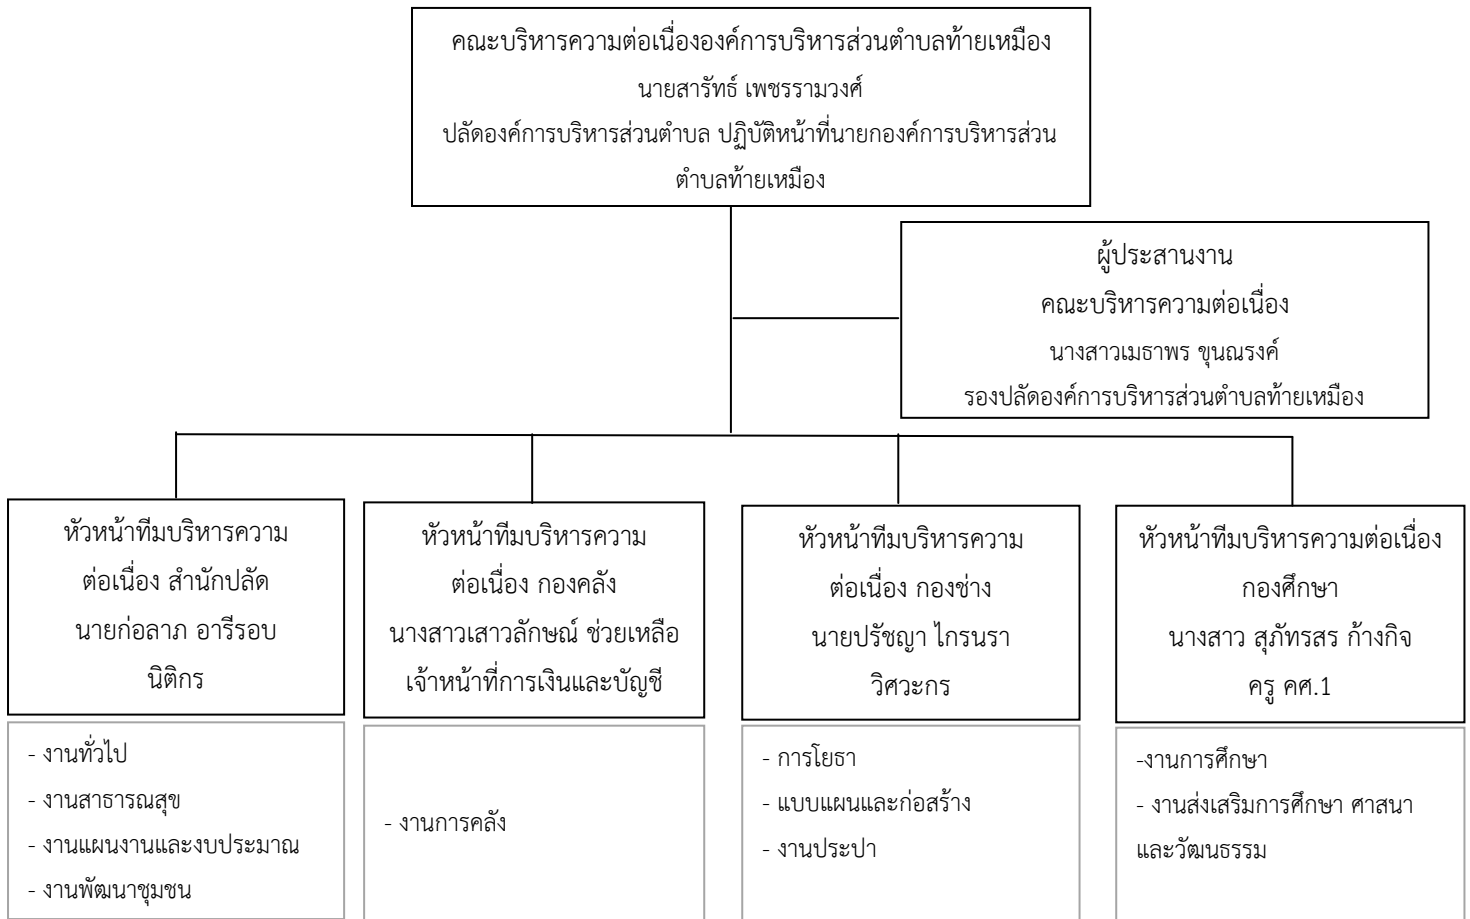 คณะบริหารความต่อเนื่ององค์การบริหารส่วนตำบลท้ายเหมือง
นายสารัทธ์ เพชรรามวงศ์
ปลัดองค์การบริหารส่วนตำบล ปฏิบัติหน้าที่นายกองค์การบริหารส่วน
ตำบลท้ายเหมือง
ผู้ประสานงาน
คณะบริหารความต่อเนื่อง
นางสาวเมธาพร ขุนณรงค์
รองปลัดองค์การบริหารส่วนตำบลท้ายเหมือง
หัวหน้าทีมบริหารความ
ต่อเนื่อง สำนักปลัด
นายก่อลาภ อารีรอบ
นิติกร
- งานทั่วไป
- งานสาธารณสุข
- งานแผนงานและงบประมาณ
- งานพัฒนาชุมชน
หัวหน้าทีมบริหารความ
ต่อเนื่อง กองคลัง
นางสาวเสาวลักษณ์ ช่วยเหลือ
เจ้าหน้าที่การเงินและบัญชี
- งานการคลัง
หัวหน้าทีมบริหารความ
ต่อเนื่อง กองช่าง
นายปรัชญา ไกรนรา
วิศวะกร
- การโยธา
- แบบแผนและก่อสร้าง
- งานประปา
หัวหน้าทีมบริหารความต่อเนื่อง
กองศึกษา
นางสาว สุภัทรสร ก้างกิจ
ครู คศ.1
-งานการศึกษา
- งานส่งเสริมการศึกษา ศาสนา
และวัฒนธรรม